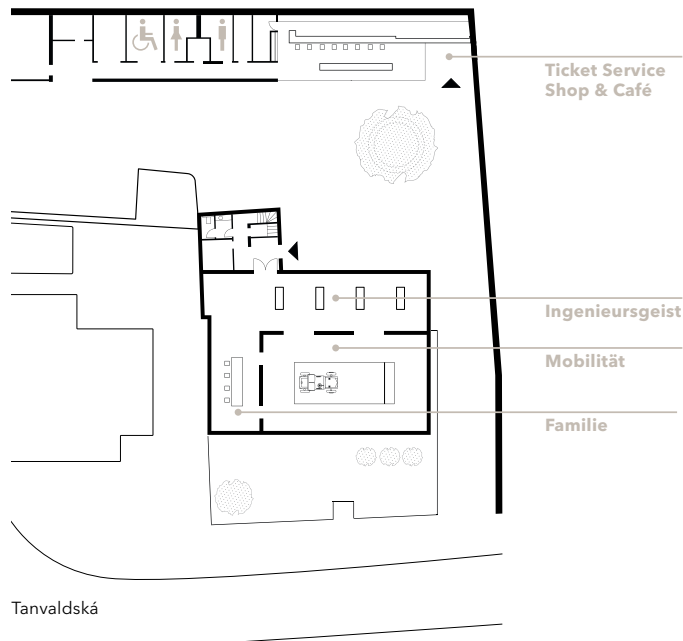 Ticket Service
Shop & Café
Ingenieursgeist
Mobilität
Familie
Tanvaldská